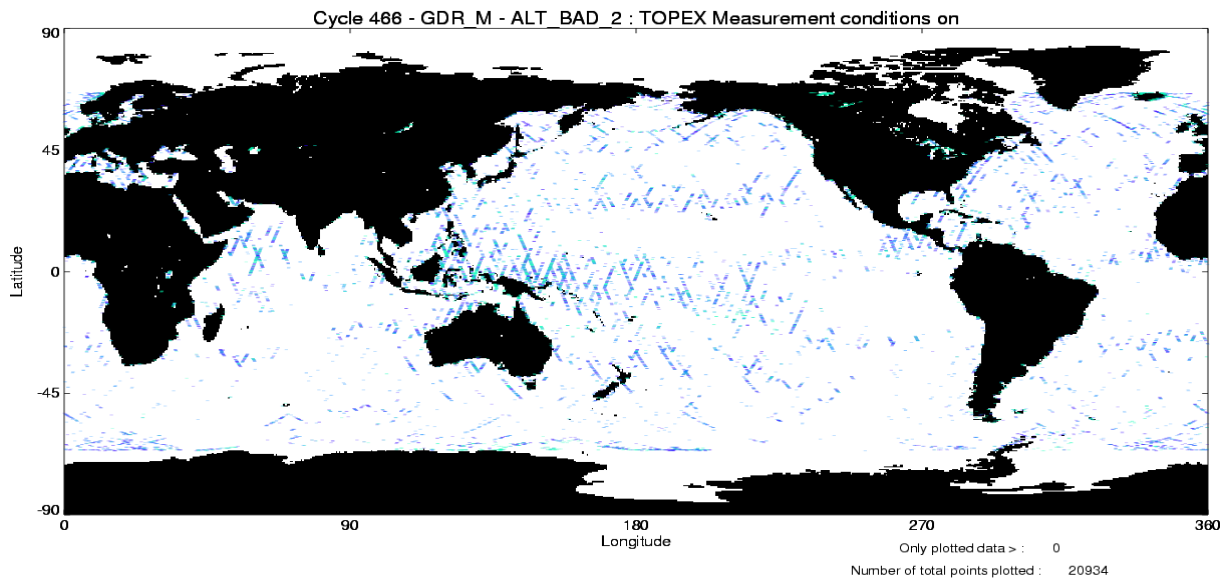 Cycle 466 - GDR_M - ALT_BAD_2 : TOPEX Measurement conditions on
90
45
0
-45
-90
Latitude
0 90 180 270 360
Longitude
Only plotted data > : 0
Number of total points plotted : 20934